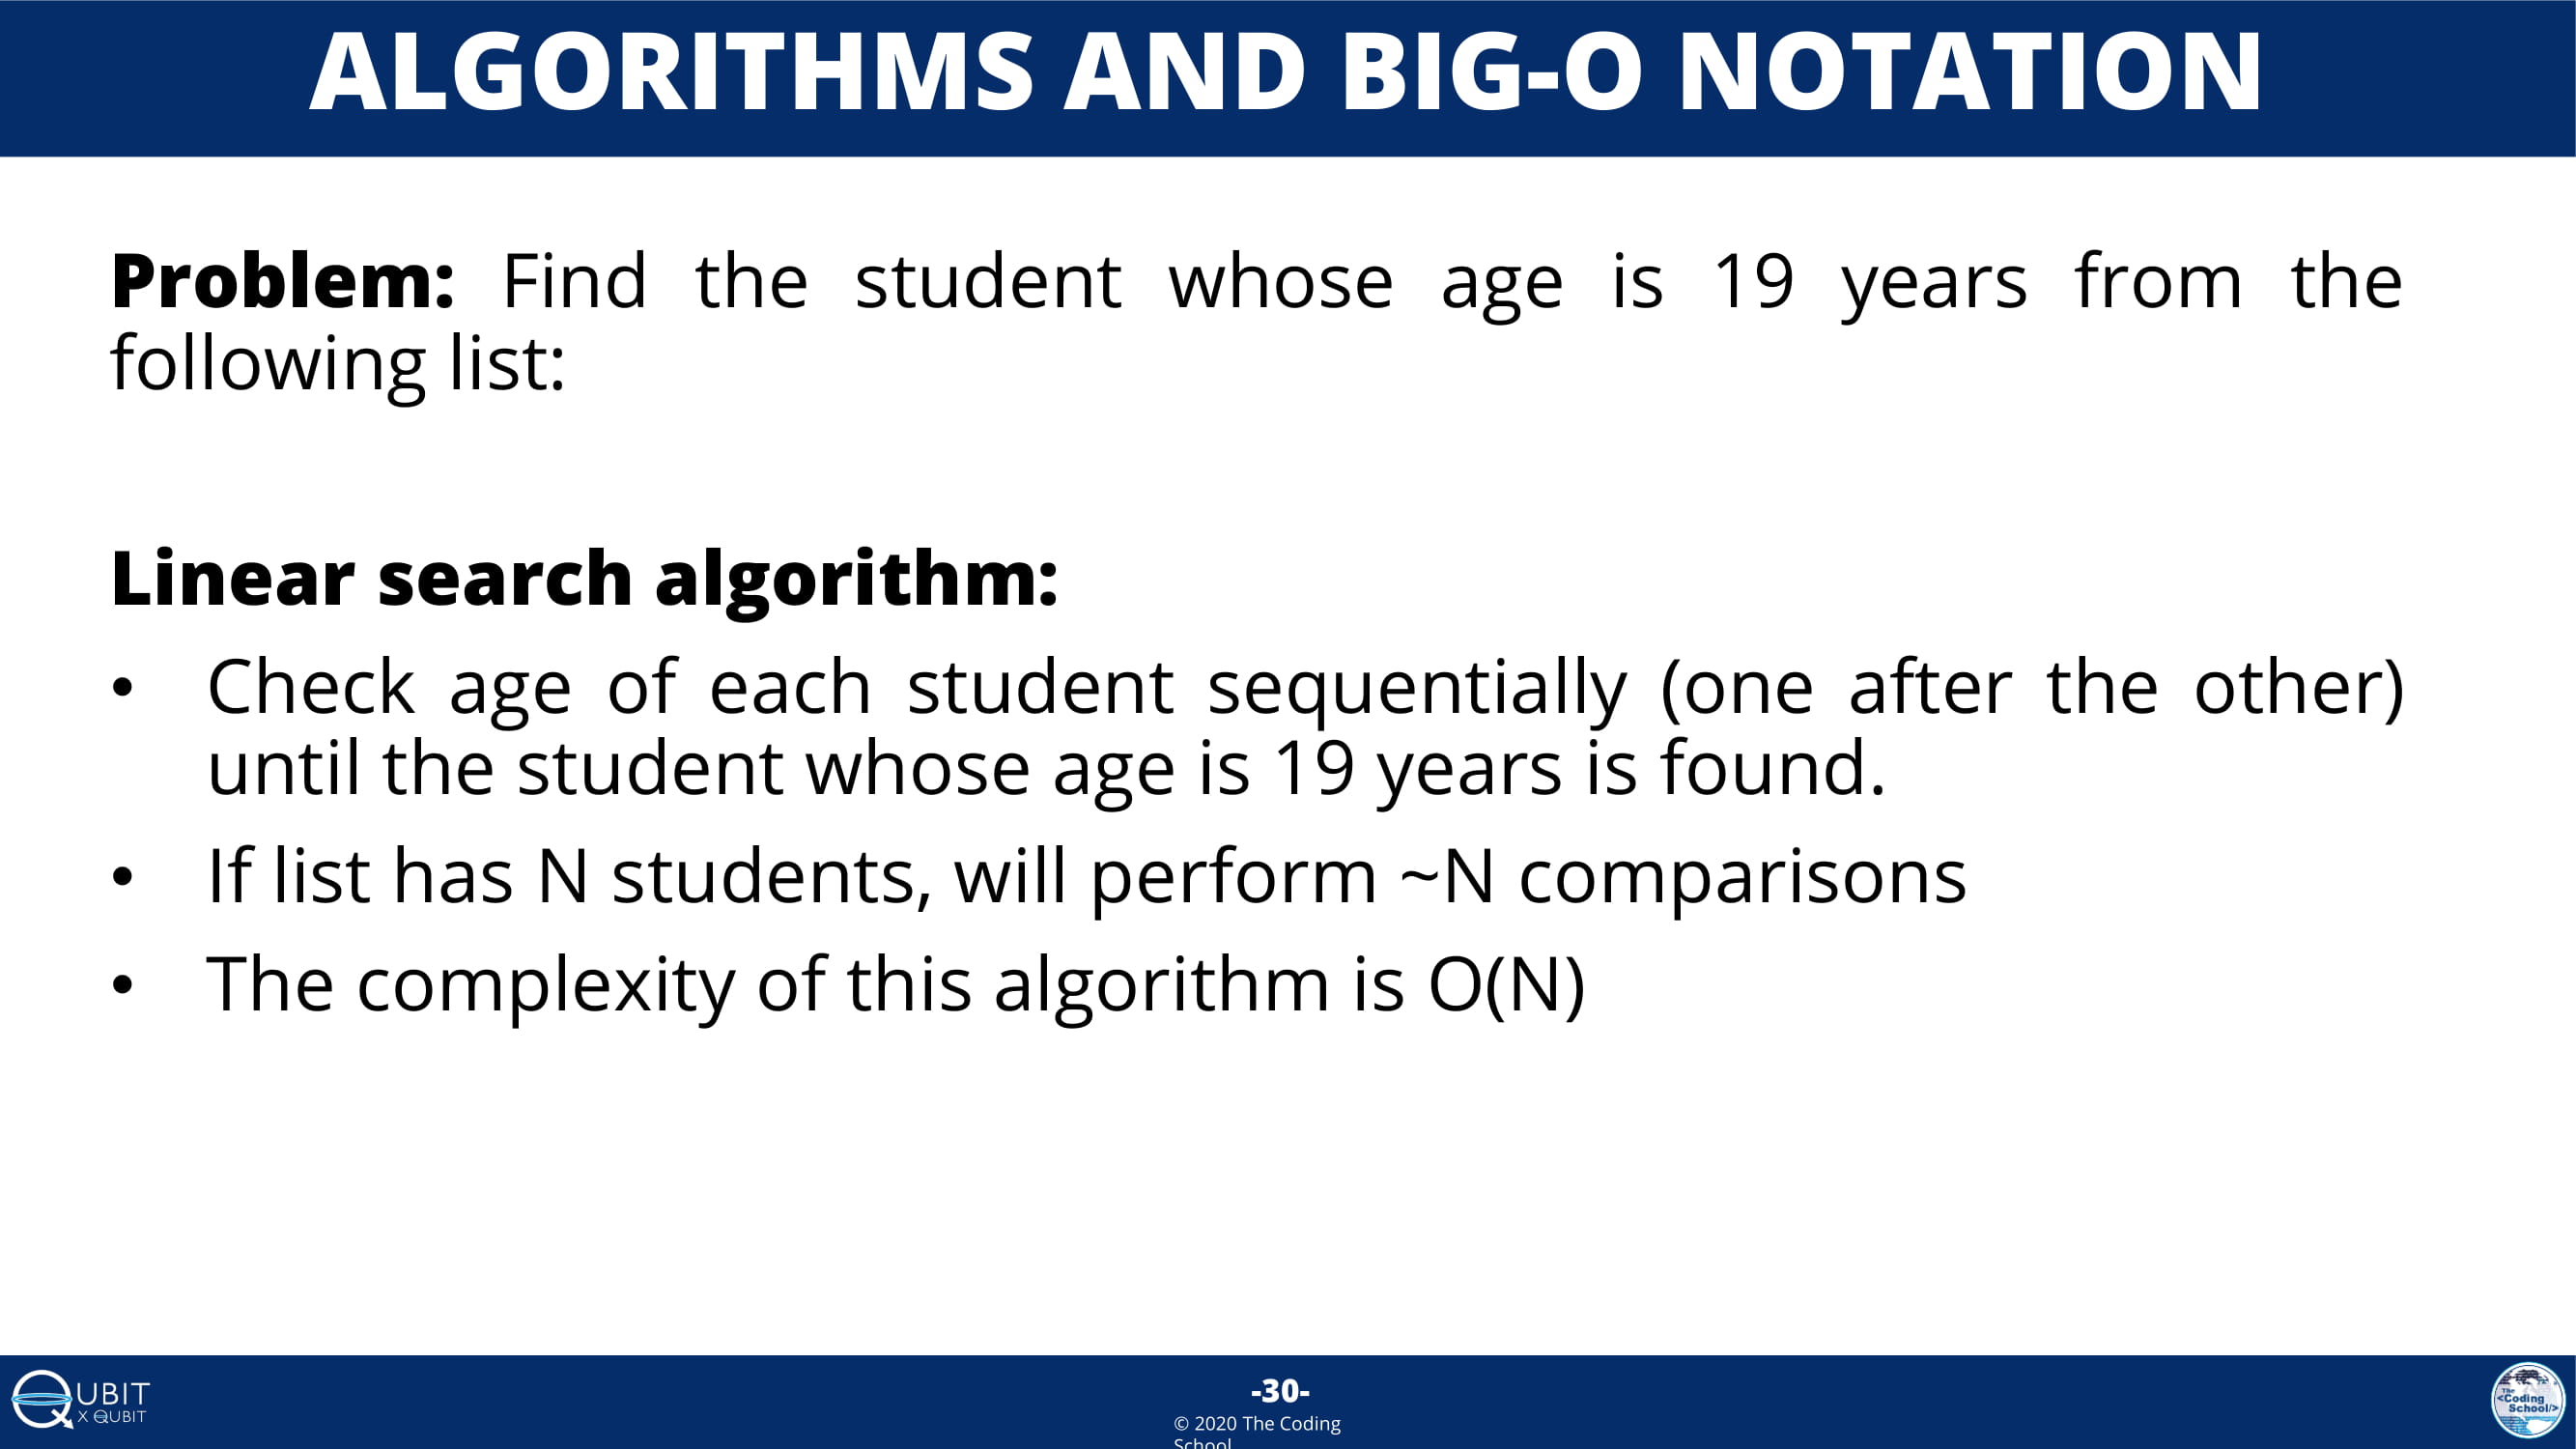 ALGORITHMS AND BIG-O NOTATION
Problem: Find the student whose age is 19 years from the
following list:
Linear search algorithm:
• Check age of each student sequentially (one after the other)
until the student whose age is 19 years is found.
• If list has N students, will perform ~N comparisons
• The complexity of this algorithm is O(N)
QUBIT
X QUBIT
-30-
© 2020 The Coding
School
The
<Coding
School/>